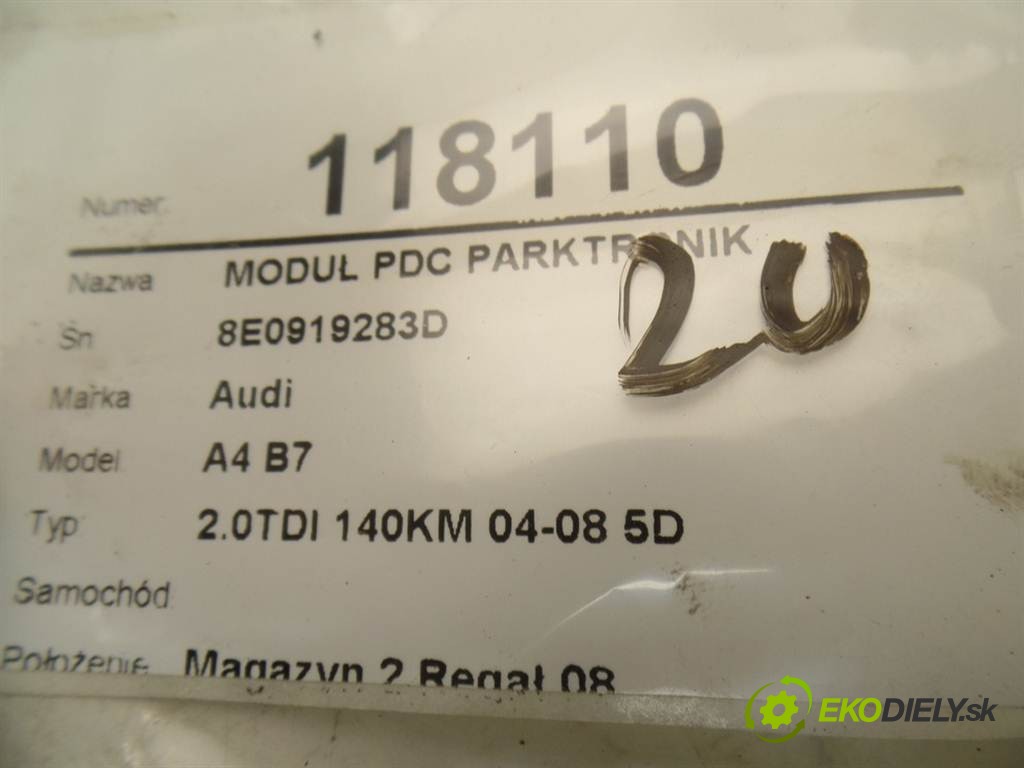 Numer 118110
Nazwa MODUŁ PDC PARKTRONIK
Sn 8E0919283D
20
Marka Audi
Model A4 B7
Typ 2.0TDI 140KM 04-08 5D
Samochód
Położenie Magazyn 2 Regał 08
EKODIELY.sk